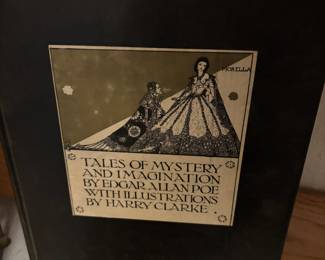 MORELLA
TALES OF MYSTERY
AND IMAGINATION
BY EDGAR ALLAN POE
WITH ILLUSTRATIONS
BY HARRY CLARKE